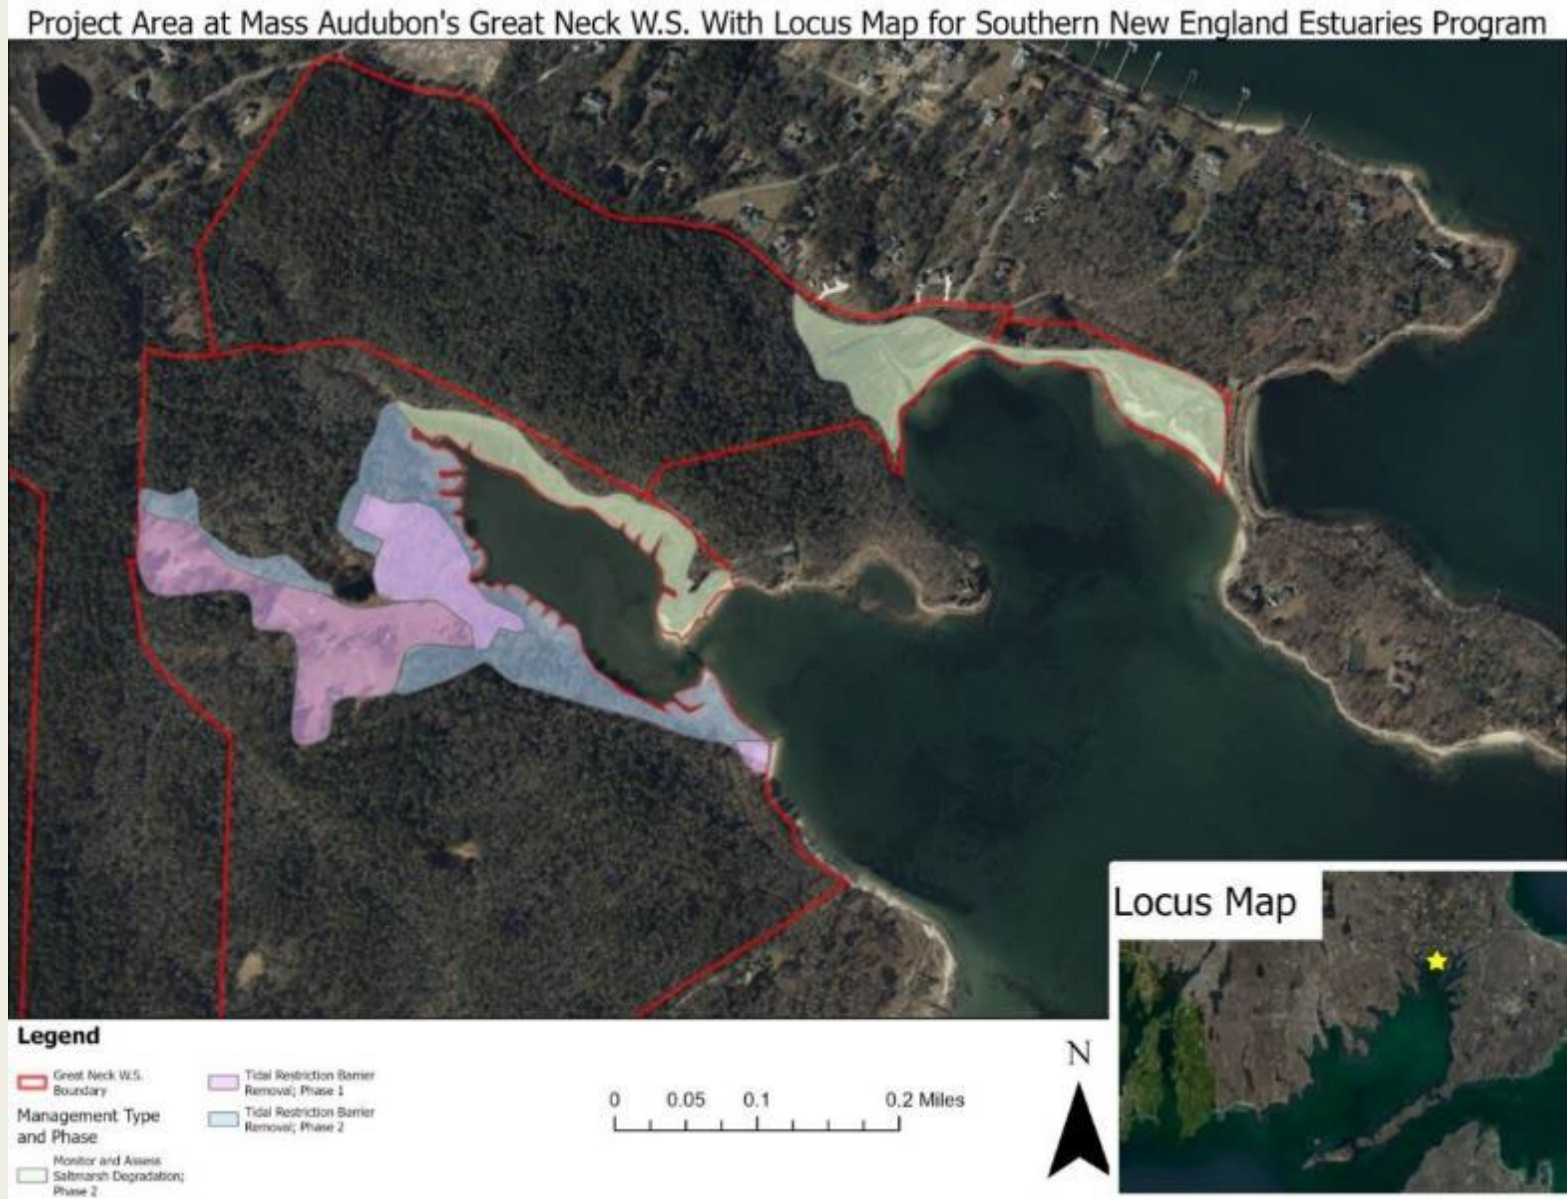 Project Area at Mass Audubon's Great Neck W.S. With Locus Map for Southern New England Estuaries Program
Locus Map
Legend
Great Neck W.S.
Boundary
Management Type
and Phase
Monitor and Assess
Saltmarsh Degradation;
Phase 2
Tidal Restriction Barrier
Removal; Phase 1
Tidal Restriction Barrier
Removal; Phase 2
0 0.05 0.1 0.2 Miles
N